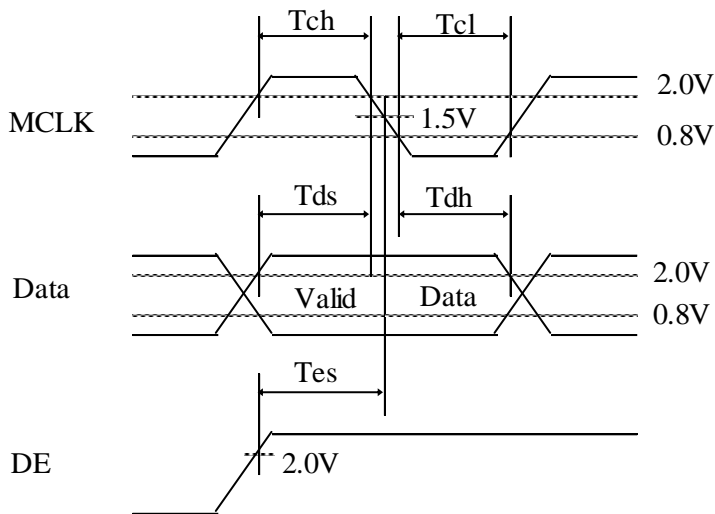 Tch
Tcl
2.0V
MCLK
1.5V
0.8V
Tds
Tdh
2.0V
Data
Valid
Data
0.8V
Tes
DE
2.0V